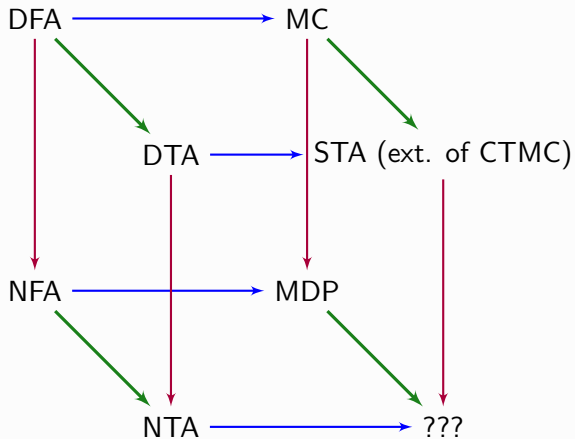 DFA MC
DTA STA (ext. of CTMC)
NFA MDP
NTA ???